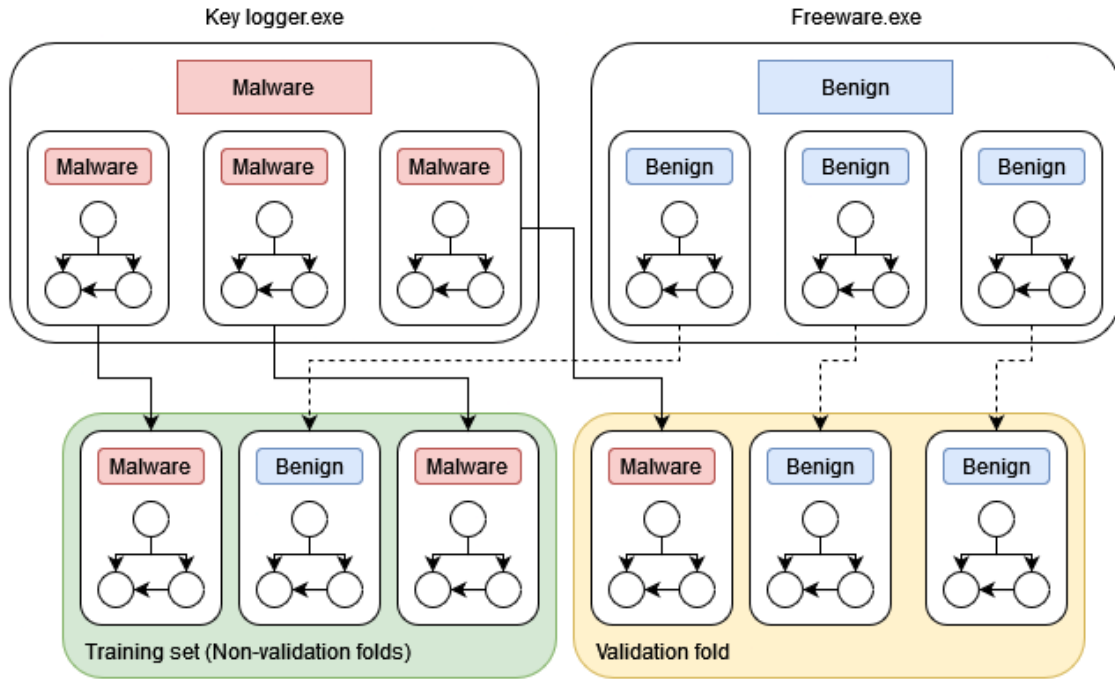 Key logger.exe
Freeware.exe
Malware
Benign
Malware
Malware
Malware
Benign
Benign
Benign
Malware
Benign
Malware
Malware
Benign
Benign
Training set (Non-validation folds)
Validation fold